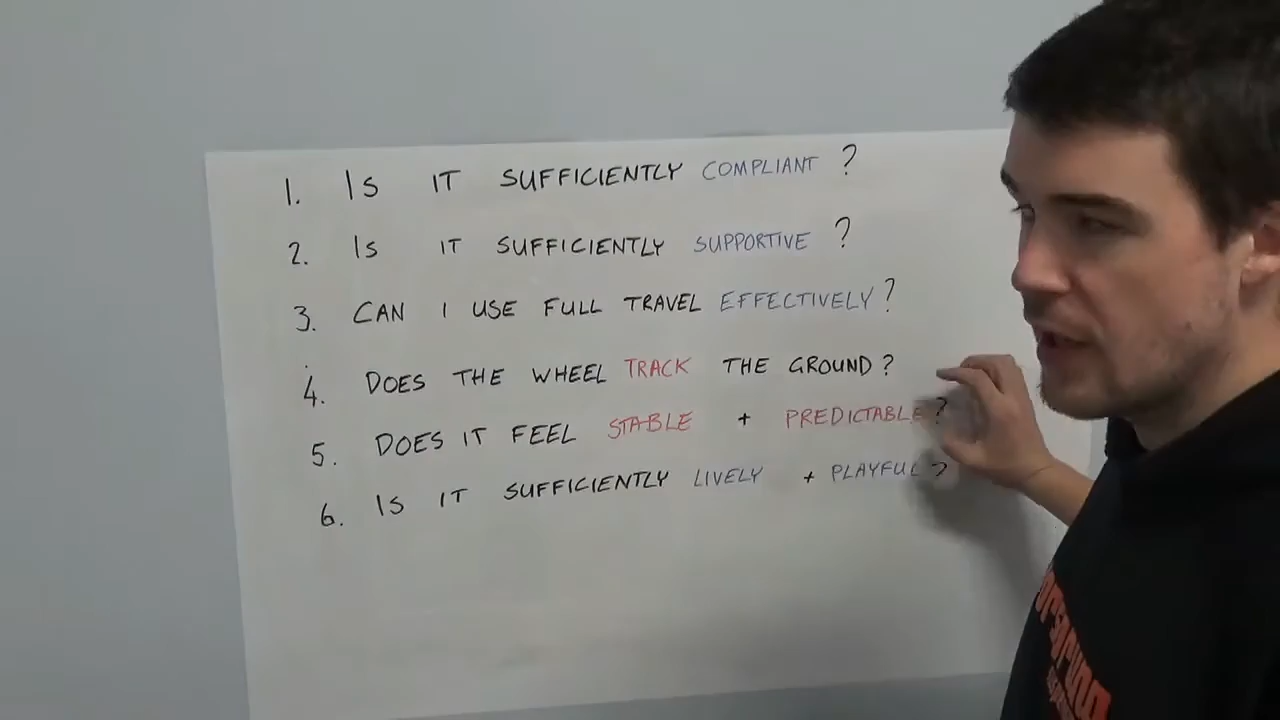 1. Is IT SUFFICIENTLY COMPLIANT ?
2. Is IT SUFFICIENTLY SUPPORTIVE ?
3. CAN I USE FULL TRAVEL EFFECTIVELY?
4. DOES THE WHEEL TRACK THE GROUND?
5. DOES IT FEEL STABLE + PREDICTABLE?
6. Is IT SUFFICIENTLY LIVELY + PLAYFUL?